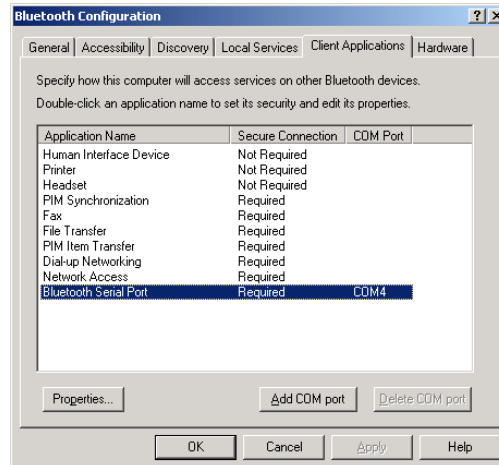 Bluetooth Configuration
General Accessibility Discovery Local Services Client Applications Hardware
Specify how this computer will access services on other Bluetooth devices.
Double-click an application name to set its security and edit its properties.
Application Name Secure Connection COM Port
Human Interface Device Not Required
Printer Not Required
Headset Not Required
PIM Synchronization Required
Fax Required
File Transfer Required
PIM Item Transfer Required
Dial-up Networking Required
Network Access Required
Bluetooth Serial Port Required COM4
Properties... Add COM port Delete COM port
OK Cancel Apply Help